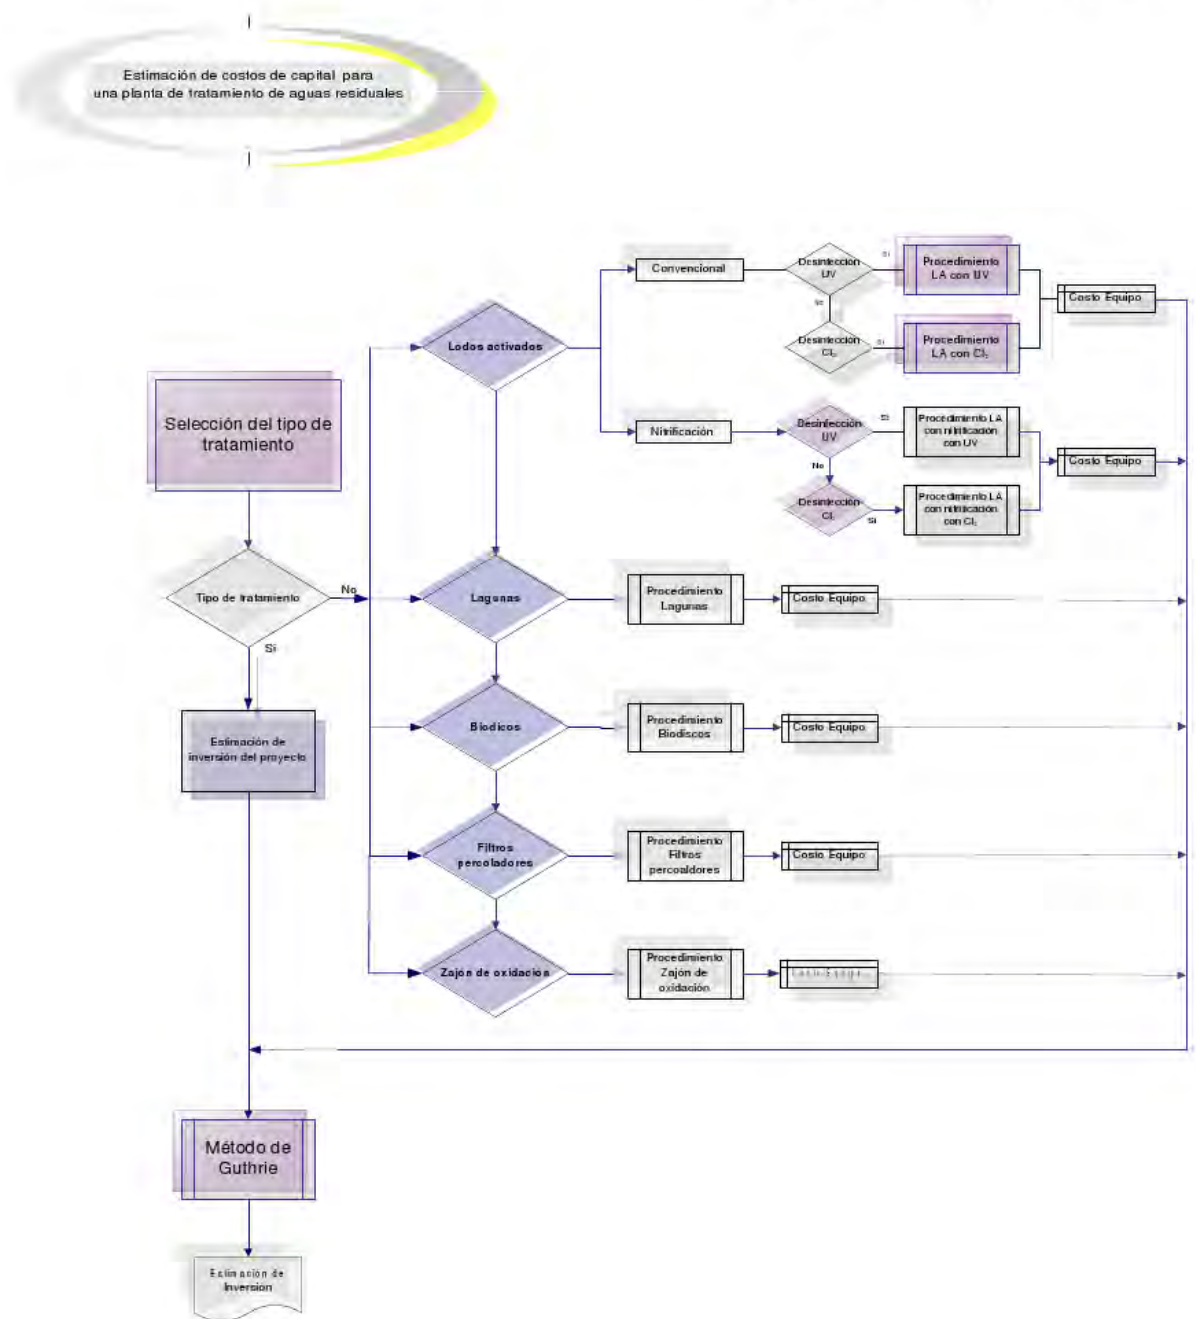 Estimación de costos de capital para
una planta de tratamiento de aguas residuales
Convencional
Desinfección
UV
Si
Procedimiento
LA con UV
Costo Equipo
Desinfección
Cl₂
Si
Procedimiento
LA con Cl₂
Lodos activados
Selección del tipo de
tratamiento
Nitrificación
Desinfección
UV
Si
Procedimiento LA
con nitrificación
con UV
Costo Equipo
No
Desinfección
Cl₂
Si
Procedimiento LA
con nitrificación
con Cl₂
Tipo de tratamiento
No
Si
Lagunas
Procedimiento
Lagunas
Costo Equipo
Estimación de
inversión del proyecto
Biodicos
Procedimiento
Biodiscos
Costo Equipo
Filtros
percoladores
Procedimiento
Filtros
percoaldores
Costo Equipo
Zajón de oxidación
Procedimiento
Zajón de
oxidación
Método de
Guthrie
Estimación de
Inversión